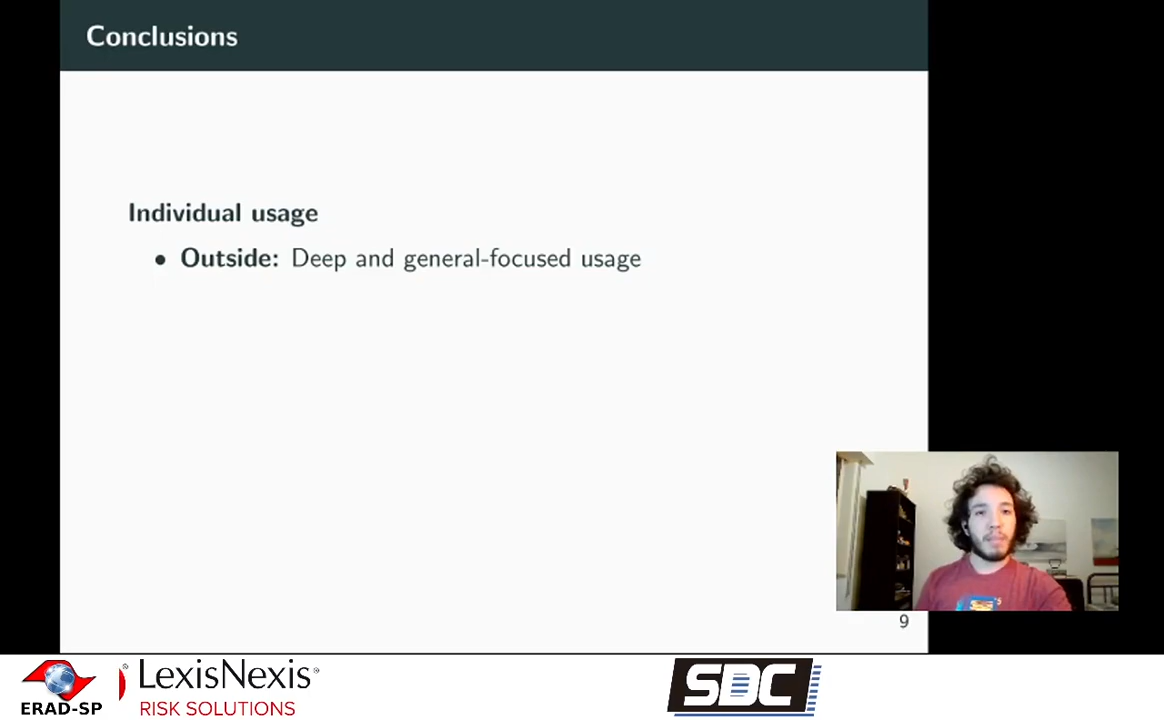 Conclusions
Individual usage
• Outside: Deep and general-focused usage
9
ERAD-SP
LexisNexis®
RISK SOLUTIONS
SBC